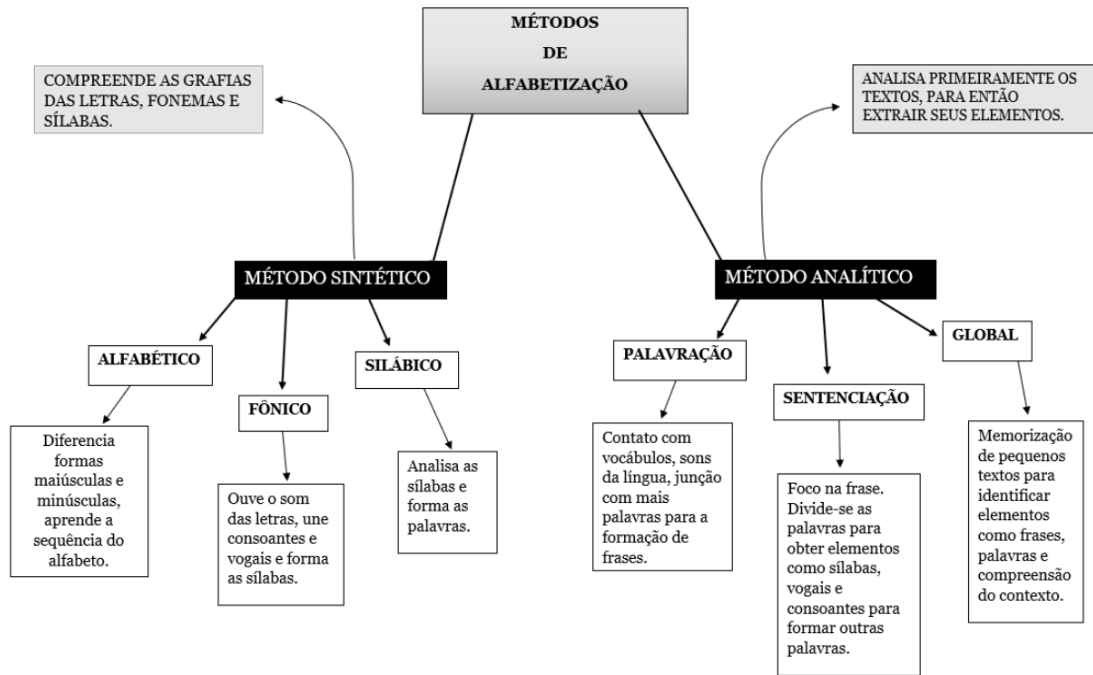 MÉTODOS
DE
ALFABETIZAÇÃO
COMPREENDE AS GRAFIAS
DAS LETRAS, FONEMAS E
SÍLABAS.
ANALISA PRIMEIRAMENTE OS
TEXTOS, PARA ENTÃO
EXTRAIR SEUS ELEMENTOS.
MÉTODO SINTÉTICO
MÉTODO ANALÍTICO
ALFABÉTICO
FÔNICO
SILÁBICO
PALAVRAÇÃO
SENTENCIAÇÃO
GLOBAL
Diferencia
formas
maiúsculas e
minúsculas,
aprende a
sequência do
alfabeto.
Ouve o som
das letras, une
consoantes e
vogais e forma
as sílabas.
Analisa as
sílabas e
forma as
palavras.
Contato com
vocábulos, sons
da língua, junção
com mais
palavras para a
formação de
frases.
Foco na frase.
Divide-se as
palavras para
obter elementos
como sílabas,
vogais e
consoantes para
formar outras
palavras.
Memorização
de pequenos
textos para
identificar
elementos
como frases,
palavras e
compreensão
do contexto.